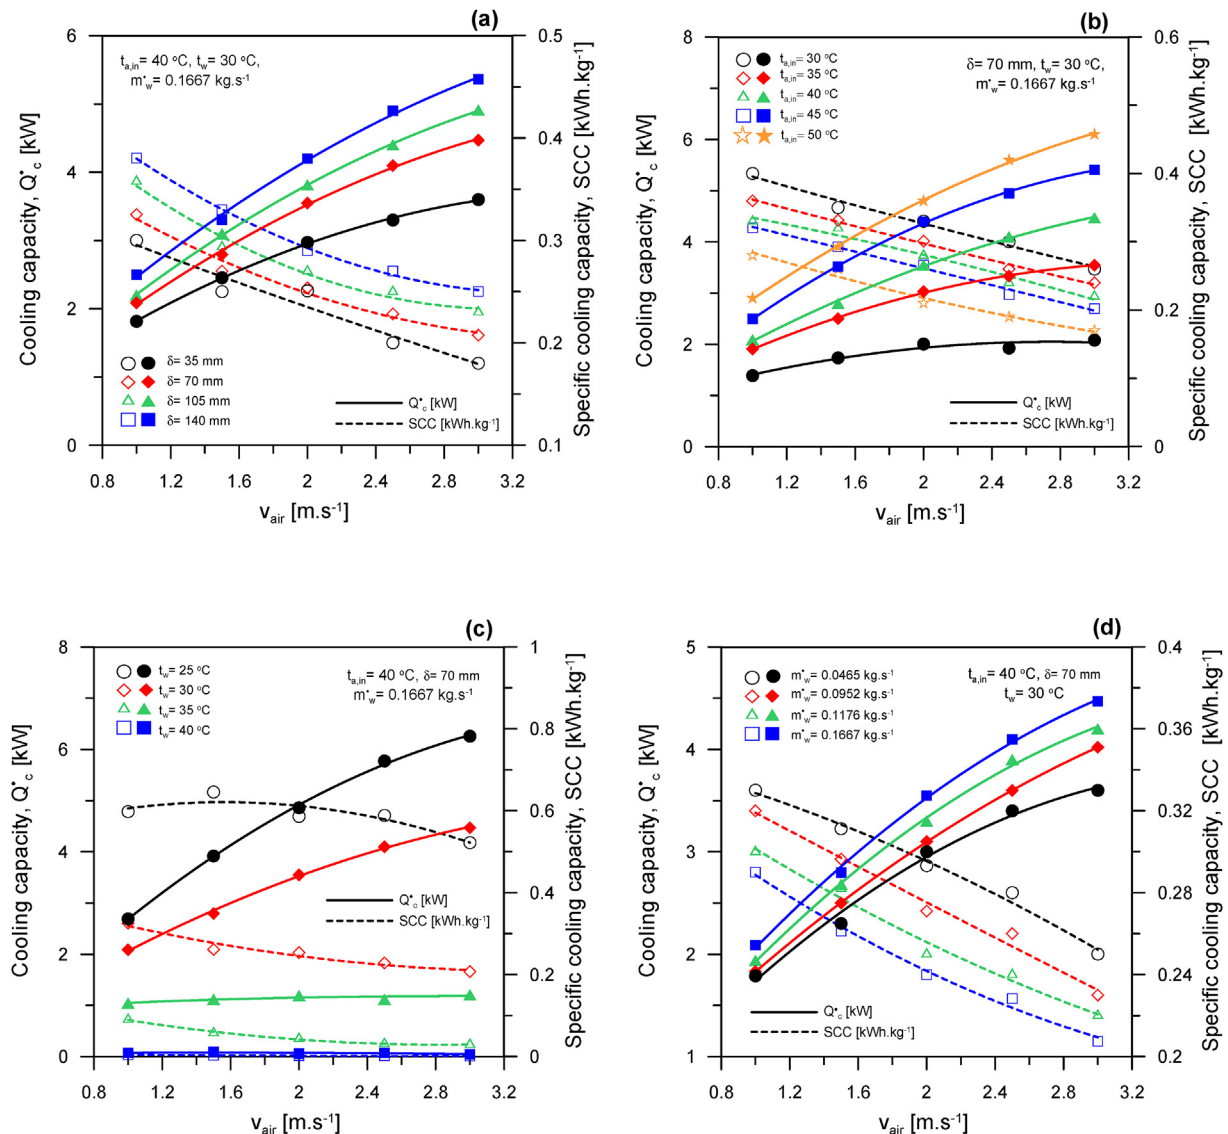 (a)
6
0.5
t_a,in= 40 °C, t_w= 30 °C,
m•_w= 0.1667 kg.s⁻¹
0.4
4
0.3
2
0.2
δ= 35 mm
δ= 70 mm
δ= 105 mm
δ= 140 mm
Q•_c [kW]
SCC [kWh.kg⁻¹]
0
0.1
0.8 1.2 1.6 2 2.4 2.8 3.2
v_air [m.s⁻¹]
Cooling capacity, Q•_c [kW]
Specific cooling capacity, SCC [kWh.kg⁻¹]
(b)
8
0.6
t_a,in= 30 °C
t_a,in= 35 °C
t_a,in= 40 °C
t_a,in= 45 °C
t_a,in= 50 °C
δ= 70 mm, t_w= 30 °C,
m•_w= 0.1667 kg.s⁻¹
6
0.4
4
0.2
2
Q•_c [kW]
SCC [kWh.kg⁻¹]
0
0
0.8 1.2 1.6 2 2.4 2.8 3.2
v_air [m.s⁻¹]
Cooling capacity, Q•_c [kW]
Specific cooling capacity, SCC [kWh.kg⁻¹]
(c)
8
1
t_w= 25 °C
t_w= 30 °C
t_w= 35 °C
t_w= 40 °C
t_a,in= 40 °C, δ= 70 mm
m•_w= 0.1667 kg.s⁻¹
0.8
6
0.6
4
0.4
Q•_c [kW]
SCC [kWh.kg⁻¹]
2
0.2
0
0
0.8 1.2 1.6 2 2.4 2.8 3.2
v_air [m.s⁻¹]
Cooling capacity, Q•_c [kW]
Specific cooling capacity, SCC [kWh.kg⁻¹]
(d)
5
0.4
m•_w= 0.0465 kg.s⁻¹
m•_w= 0.0952 kg.s⁻¹
m•_w= 0.1176 kg.s⁻¹
m•_w= 0.1667 kg.s⁻¹
t_a,in= 40 °C, δ= 70 mm
t_w= 30 °C
0.36
4
0.32
3
0.28
2
0.24
Q•_c [kW]
SCC [kWh.kg⁻¹]
1
0.2
0.8 1.2 1.6 2 2.4 2.8 3.2
v_air [m.s⁻¹]
Cooling capacity, Q•_c [kW]
Specific cooling capacity, SCC [kWh.kg⁻¹]